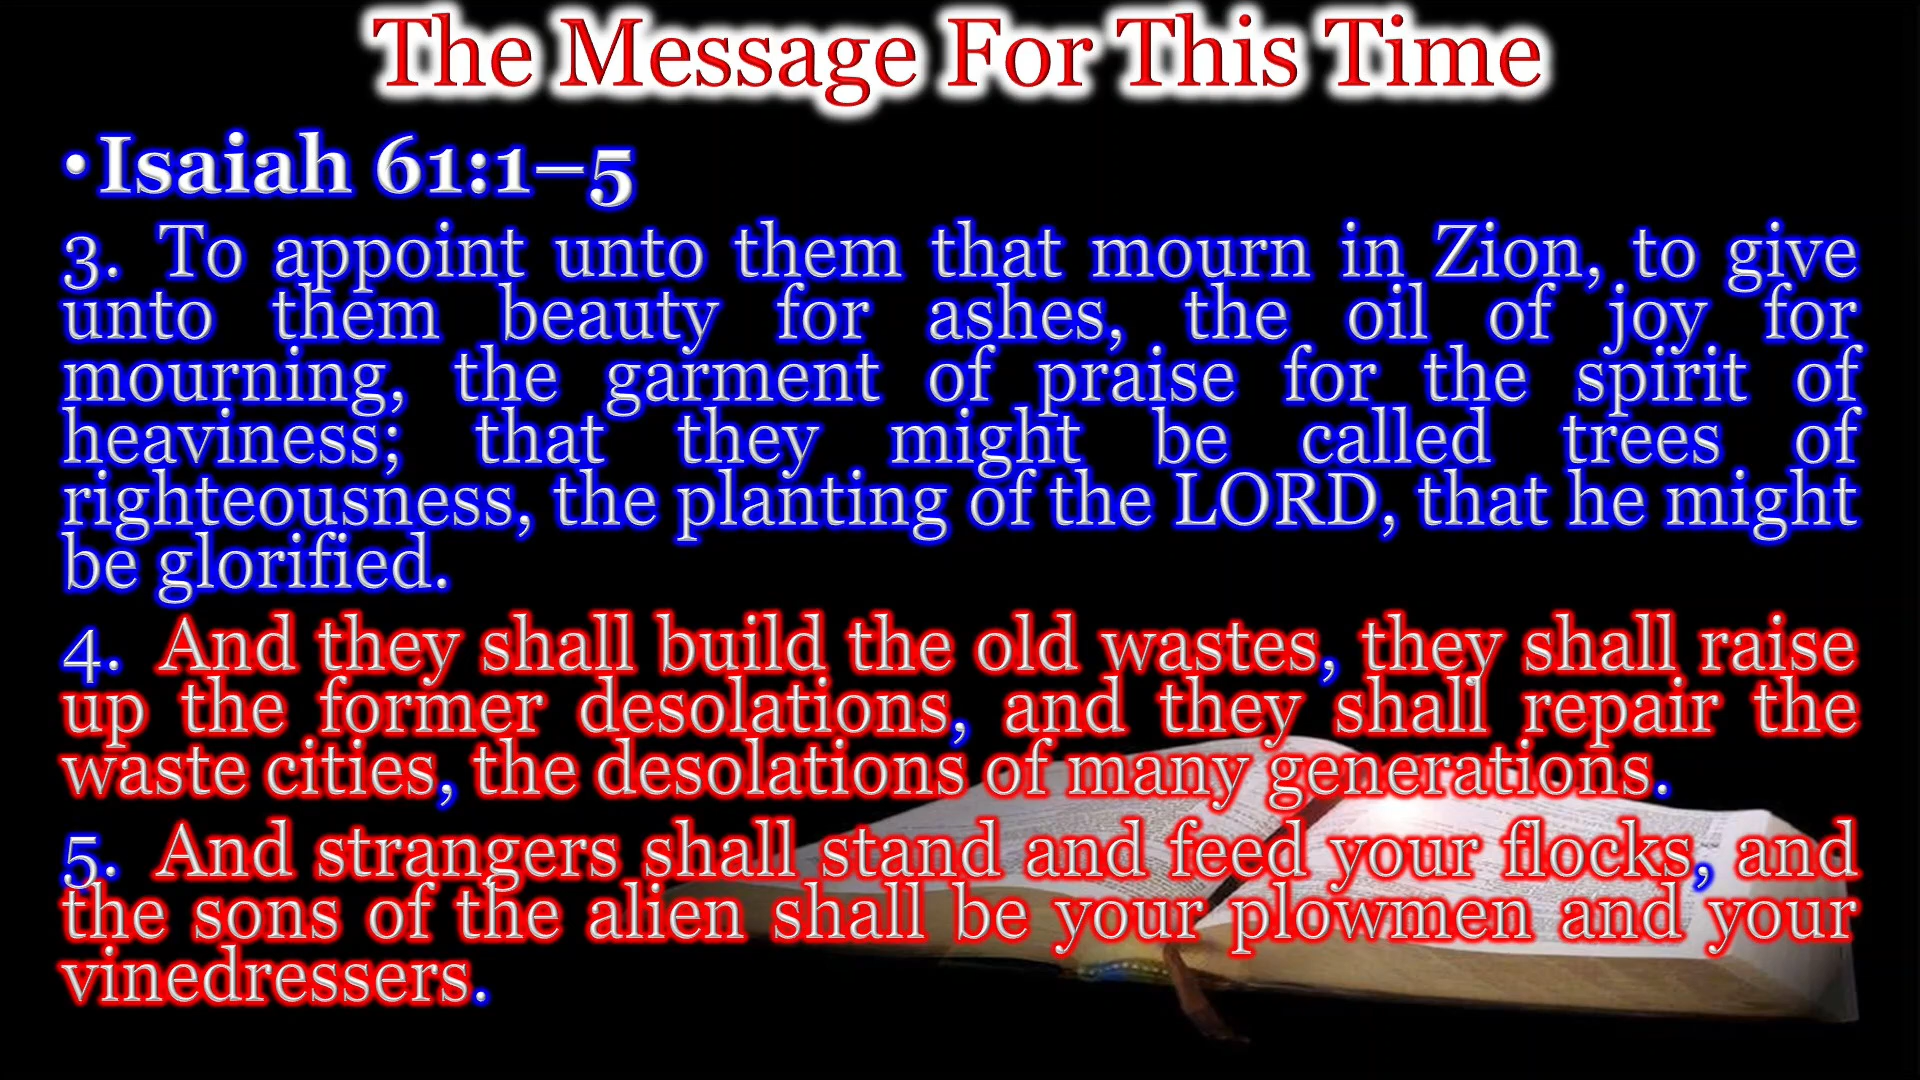 The Message For This Time
•Isaiah 61:1–5
3. To appoint unto them that mourn in Zion, to give
unto them beauty for ashes, the oil of joy for
mourning, the garment of praise for the spirit of
heaviness; that they might be called trees of
righteousness, the planting of the LORD, that he might
be glorified.
4. And they shall build the old wastes, they shall raise
up the former desolations, and they shall repair the
waste cities, the desolations of many generations.
5. And strangers shall stand and feed your flocks, and
the sons of the alien shall be your plowmen and your
vinedressers.